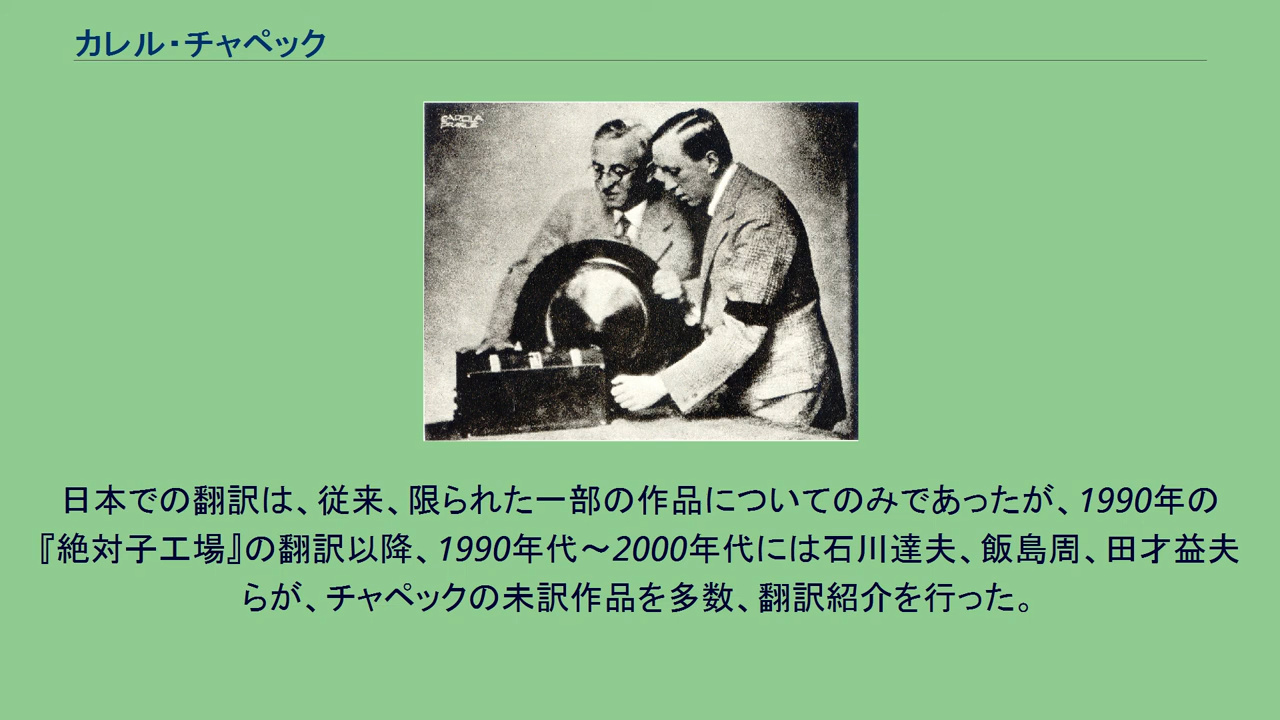 カレル・チャペック
日本での翻訳は、従来、限られた一部の作品についてのみであったが、1990年の
『絶対子工場』の翻訳以降、1990年代～2000年代には石川達夫、飯島周、田才益夫
らが、チャペックの未訳作品を多数、翻訳紹介を行った。